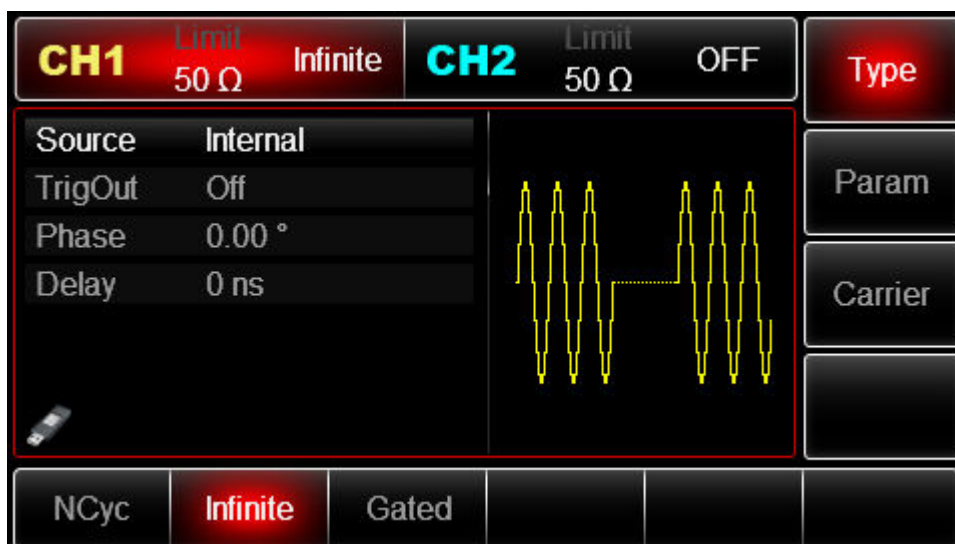 CH1 Limit 50 Ω Infinite CH2 Limit 50 Ω OFF Type
Source Internal
TrigOut Off
Phase 0.00 °
Delay 0 ns
Param
Carrier
NCyc Infinite Gated